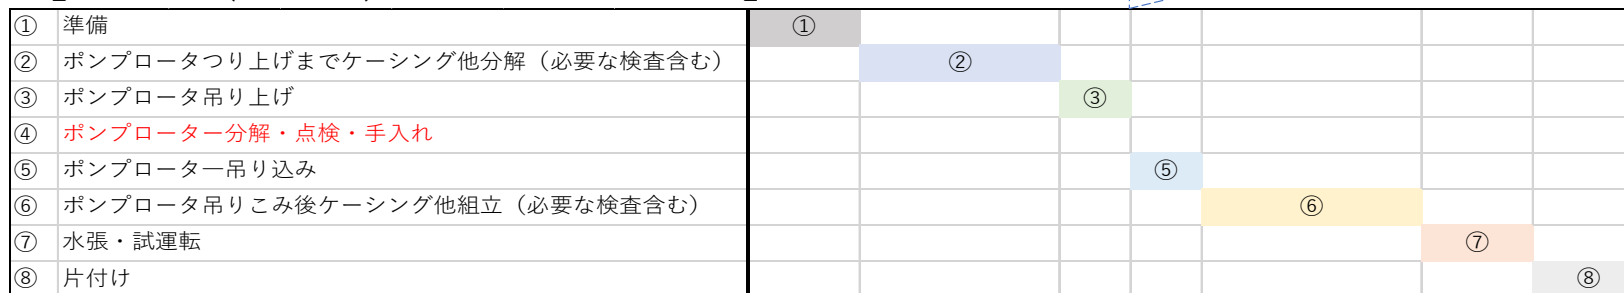 ① 準備 ①
② ポンプロータつり上げまでケーシング他分解（必要な検査含む） ②
③ ポンプロータ吊り上げ ③
④ ポンプローター分解・点検・手入れ
⑤ ポンプロータ―吊り込み ⑤
⑥ ポンプロータ吊りこみ後ケーシング他組立（必要な検査含む） ⑥
⑦ 水張・試運転 ⑦
⑧ 片付け ⑧